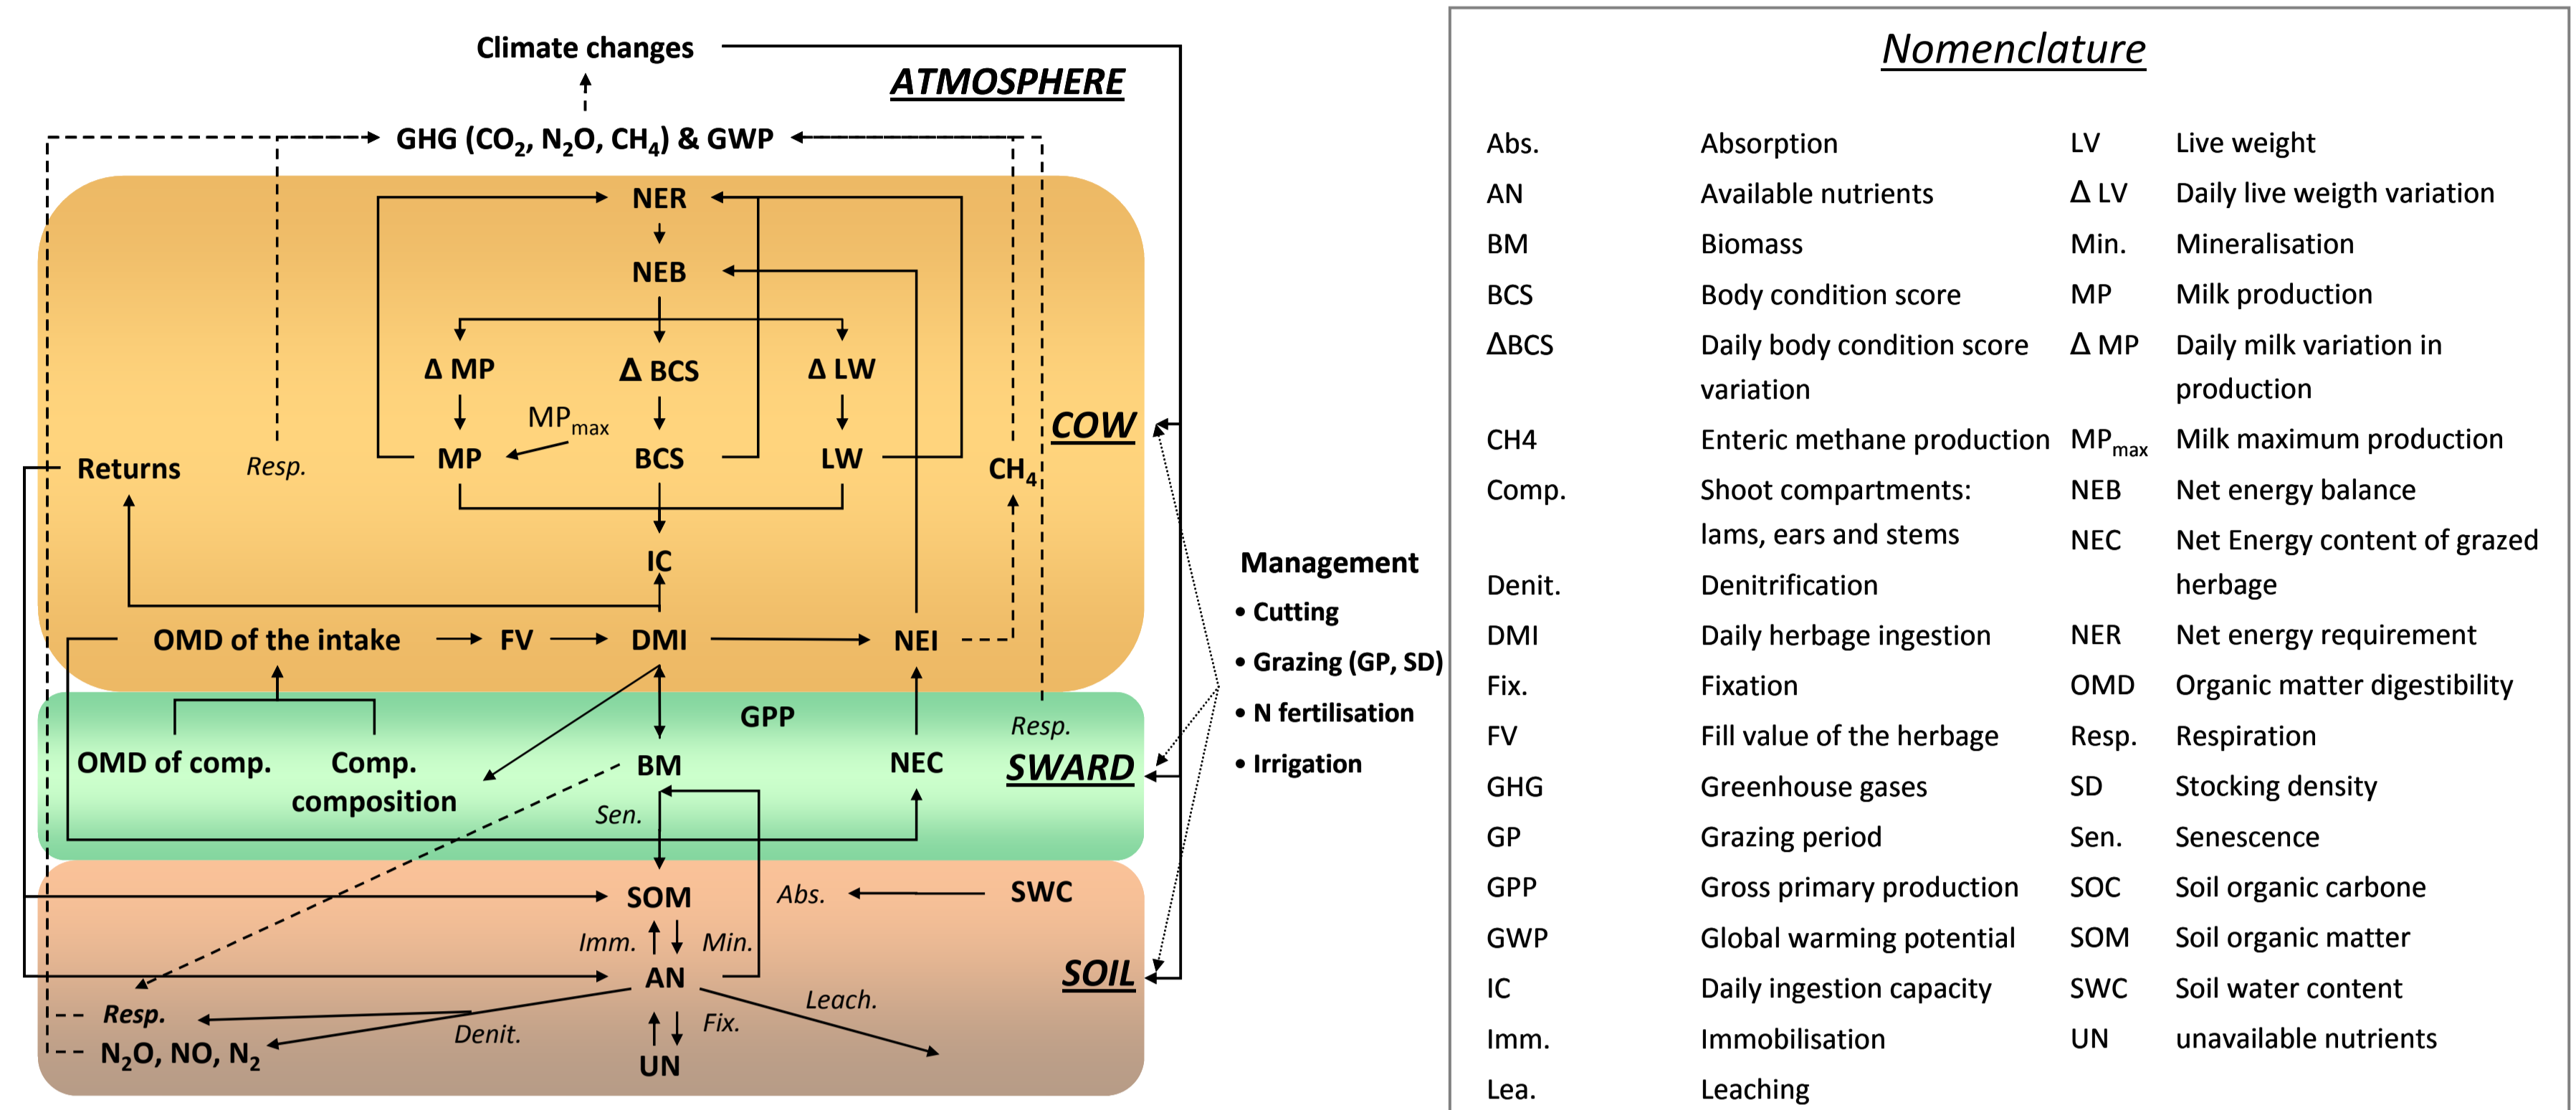 Climate changes
ATMOSPHERE
GHG (CO₂, N₂O, CH₄) & GWP
NER
NEB
Δ MP
Δ BCS
Δ LW
MPmax
COW
Returns
Resp.
MP
BCS
LW
CH₄
IC
OMD of the intake
FV
DMI
NEI
GPP
Resp.
OMD of comp.
Comp.
composition
BM
NEC
SWARD
Sen.
SOM
Abs.
SWC
Imm.
Min.
AN
SOIL
Leach.
Resp.
Denit.
Fix.
N₂O, NO, N₂
UN
Management
• Cutting
• Grazing (GP, SD)
• N fertilisation
• Irrigation
Nomenclature
Abs. Absorption
AN Available nutrients
BM Biomass
BCS Body condition score
ΔBCS Daily body condition score
variation
CH4 Enteric methane production
Comp. Shoot compartments:
lams, ears and stems
Denit. Denitrification
DMI Daily herbage ingestion
Fix. Fixation
FV Fill value of the herbage
GHG Greenhouse gases
GP Grazing period
GPP Gross primary production
GWP Global warming potential
IC Daily ingestion capacity
Imm. Immobilisation
Lea. Leaching
LV Live weight
Δ LV Daily live weigth variation
Min. Mineralisation
MP Milk production
Δ MP Daily milk variation in
production
MPmax Milk maximum production
NEB Net energy balance
NEC Net Energy content of grazed
herbage
NER Net energy requirement
OMD Organic matter digestibility
Resp. Respiration
SD Stocking density
Sen. Senescence
SOC Soil organic carbone
SOM Soil organic matter
SWC Soil water content
UN unavailable nutrients